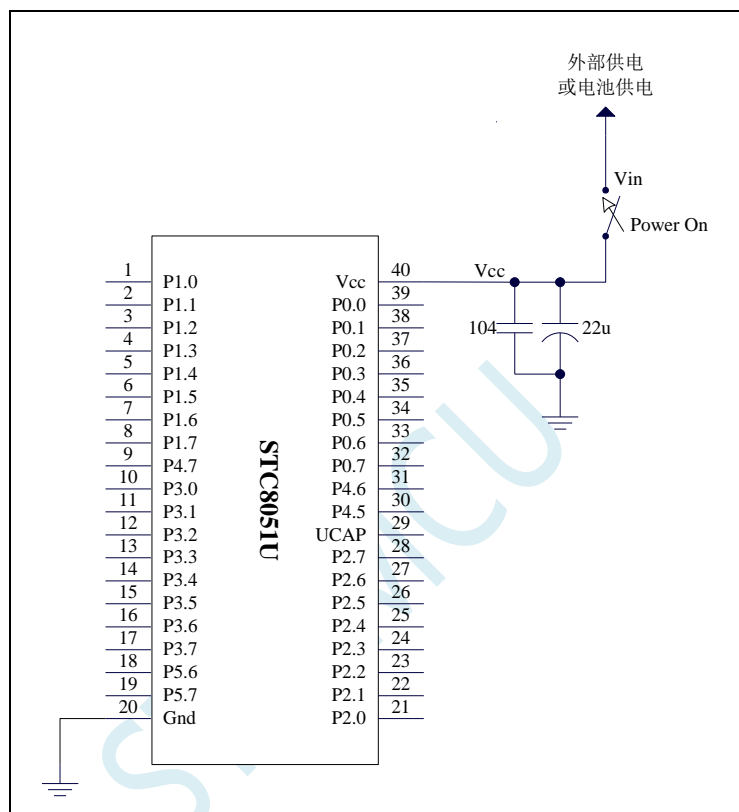 外部供电
或电池供电
Vin
Power On
1 P1.0 Vcc 40 Vcc
2 P1.1 P0.0 39
3 P1.2 P0.1 38
104 22u
4 P1.3 P0.2 37
5 P1.4 P0.3 36
6 P1.5 P0.4 35
7 P1.6 P0.5 34
8 P1.7 P0.6 33
9 P4.7 P0.7 32
10 P3.0 P4.6 31
11 P3.1 P4.5 30
12 P3.2 UCAP 29
13 P3.3 P2.7 28
14 P3.4 P2.6 27
15 P3.5 P2.5 26
16 P3.6 P2.4 25
17 P3.7 P2.3 24
18 P5.6 P2.2 23
19 P5.7 P2.1 22
20 Gnd P2.0 21
STC8051U